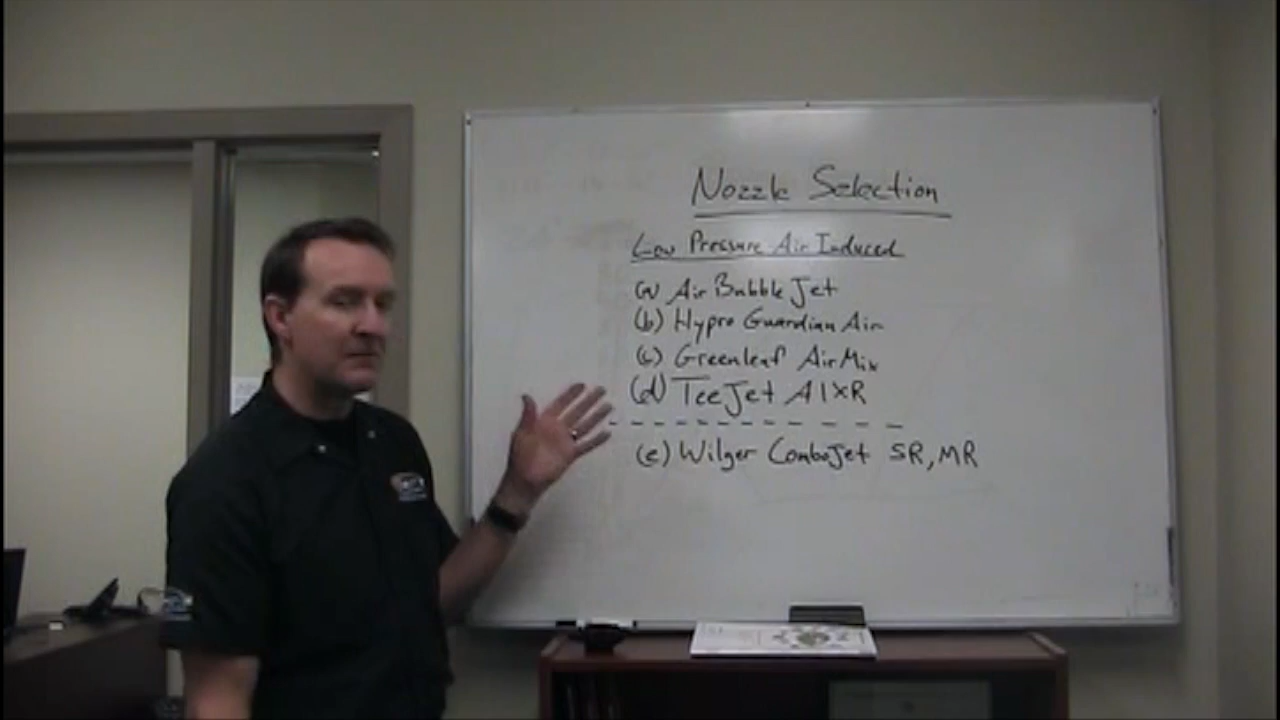 Nozzle Selection
Low Pressure Air Induced
(a) Air Bubble Jet
(b) Hypro Guardian Air
(c) Greenleaf AirMix
(d) TeeJet AIXR
(e) Wilger ComboJet SR, MR